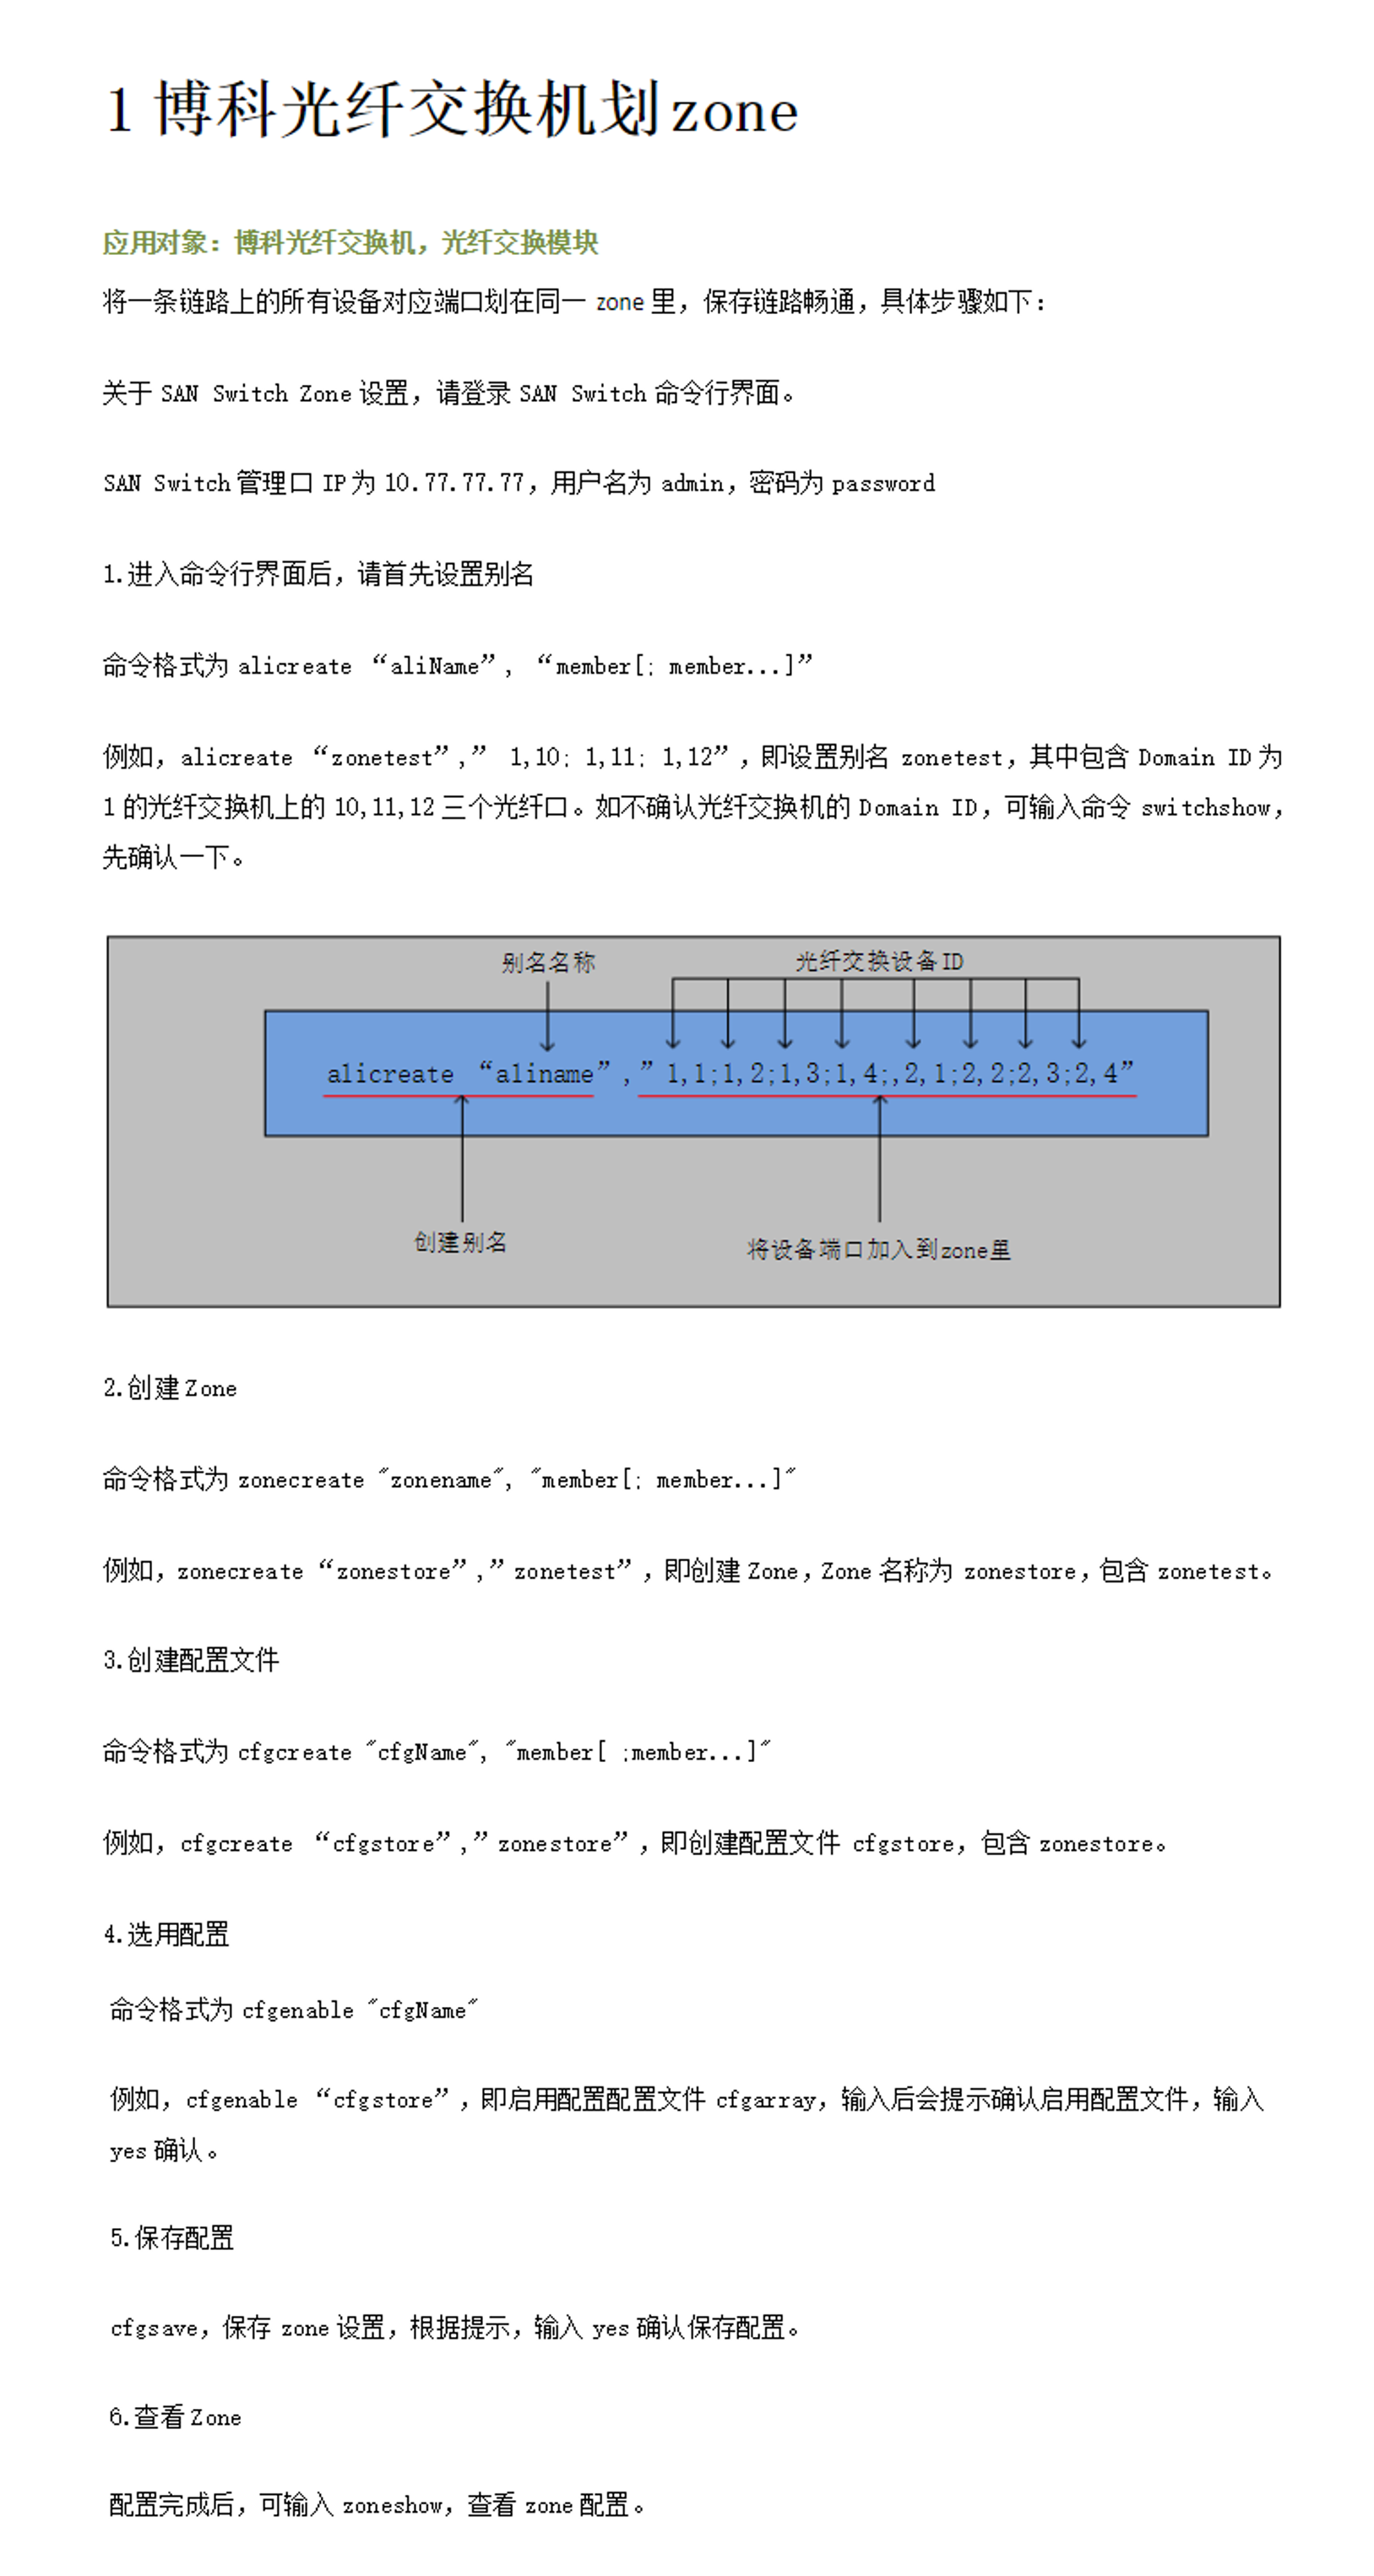 1 博科光纤交换机划zone
应用对象：博科光纤交换机，光纤交换模块
将一条链路上的所有设备对应端口划在同一 zone 里，保存链路畅通，具体步骤如下：
关于 SAN Switch Zone 设置，请登录 SAN Switch 命令行界面。
SAN Switch 管理口 IP 为 10.77.77.77，用户名为 admin，密码为 password
1.进入命令行界面后，请首先设置别名
命令格式为 alicreate “aliName”, “member[; member...]”
例如，alicreate “zonetest”,” 1,10; 1,11; 1,12”，即设置别名 zonetest，其中包含 Domain ID 为
1 的光纤交换机上的 10,11,12 三个光纤口。如不确认光纤交换机的 Domain ID，可输入命令 switchshow，
先确认一下。
别名名称 光纤交换设备ID
alicreate “aliname”,” 1,1;1,2;1,3;1,4;,2,1;2,2;2,3;2,4”
创建别名 将设备端口加入到zone里
2.创建 Zone
命令格式为 zonecreate "zonename", "member[; member...]"
例如，zonecreate “zonestore”,” zonetest”，即创建 Zone，Zone 名称为 zonestore，包含 zonetest。
3.创建配置文件
命令格式为 cfgcreate "cfgName", "member[ ;member...]"
例如，cfgcreate “cfgstore”,” zonestore”，即创建配置文件 cfgstore，包含 zonestore。
4.选用配置
命令格式为 cfgenable "cfgName"
例如，cfgenable “cfgstore”，即启用配置配置文件 cfgarray，输入后会提示确认启用配置文件，输入
yes 确认。
5.保存配置
cfgsave，保存 zone 设置，根据提示，输入 yes 确认保存配置。
6.查看 Zone
配置完成后，可输入 zoneshow，查看 zone 配置。